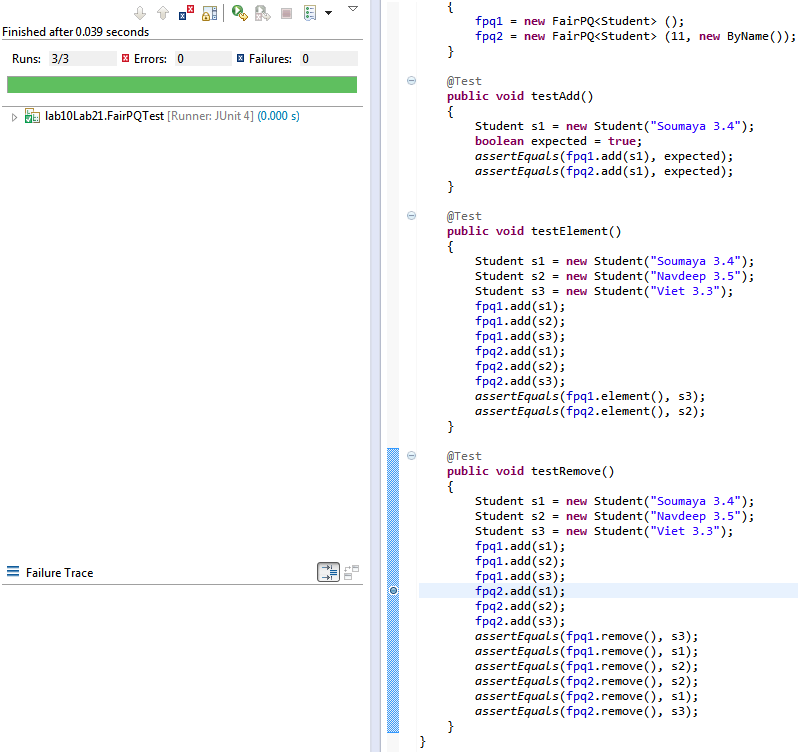 Finished after 0.039 seconds
Runs: 3/3 Errors: 0 Failures: 0
lab10Lab21.FairPQTest [Runner: JUnit 4] (0.000 s)
Failure Trace
{
fpq1 = new FairPQ<Student> ();
fpq2 = new FairPQ<Student> (11, new ByName());
}
@Test
public void testAdd()
{
Student s1 = new Student("Soumaya 3.4");
boolean expected = true;
assertEquals(fpq1.add(s1), expected);
assertEquals(fpq2.add(s1), expected);
}
@Test
public void testElement()
{
Student s1 = new Student("Soumaya 3.4");
Student s2 = new Student("Navdeep 3.5");
Student s3 = new Student("Viet 3.3");
fpq1.add(s1);
fpq1.add(s2);
fpq1.add(s3);
fpq2.add(s1);
fpq2.add(s2);
fpq2.add(s3);
assertEquals(fpq1.element(), s3);
assertEquals(fpq2.element(), s2);
}
@Test
public void testRemove()
{
Student s1 = new Student("Soumaya 3.4");
Student s2 = new Student("Navdeep 3.5");
Student s3 = new Student("Viet 3.3");
fpq1.add(s1);
fpq1.add(s2);
fpq1.add(s3);
fpq2.add(s1);
fpq2.add(s2);
fpq2.add(s3);
assertEquals(fpq1.remove(), s3);
assertEquals(fpq1.remove(), s1);
assertEquals(fpq1.remove(), s2);
assertEquals(fpq2.remove(), s2);
assertEquals(fpq2.remove(), s1);
assertEquals(fpq2.remove(), s3);
}
}